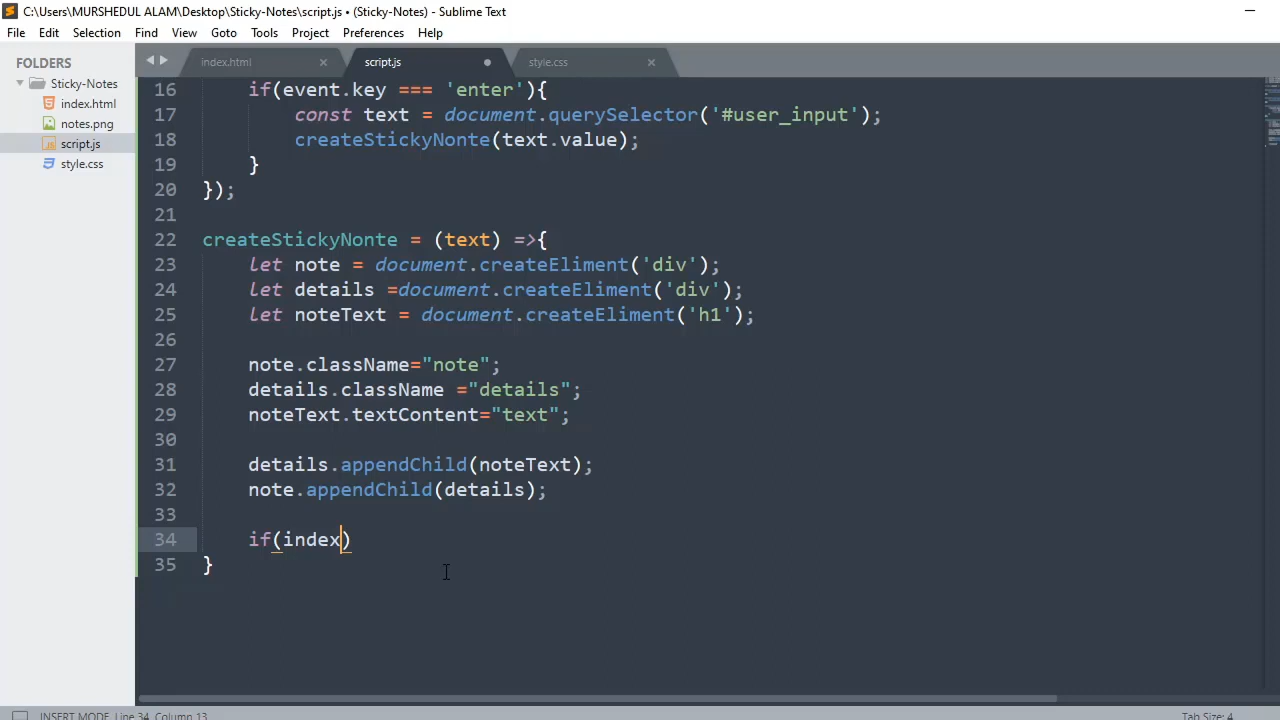 C:\Users\MURSHEDUL ALAM\Desktop\Sticky-Notes\script.js • (Sticky-Notes) - Sublime Text
File Edit Selection Find View Goto Tools Project Preferences Help
FOLDERS
Sticky-Notes
index.html
notes.png
script.js
style.css
index.html × script.js • style.css ×
16 if(event.key === 'enter'){
17 const text = document.querySelector('#user_input');
18 createStickyNonte(text.value);
19 }
20 });
21
22 createStickyNonte = (text) =>{
23 let note = document.createEliment('div');
24 let details =document.createEliment('div');
25 let noteText = document.createEliment('h1');
26
27 note.className="note";
28 details.className ="details";
29 noteText.textContent="text";
30
31 details.appendChild(noteText);
32 note.appendChild(details);
33
34 if(index)
35 }
INSERT MODE, Line 34, Column 13 Tab Size: 4